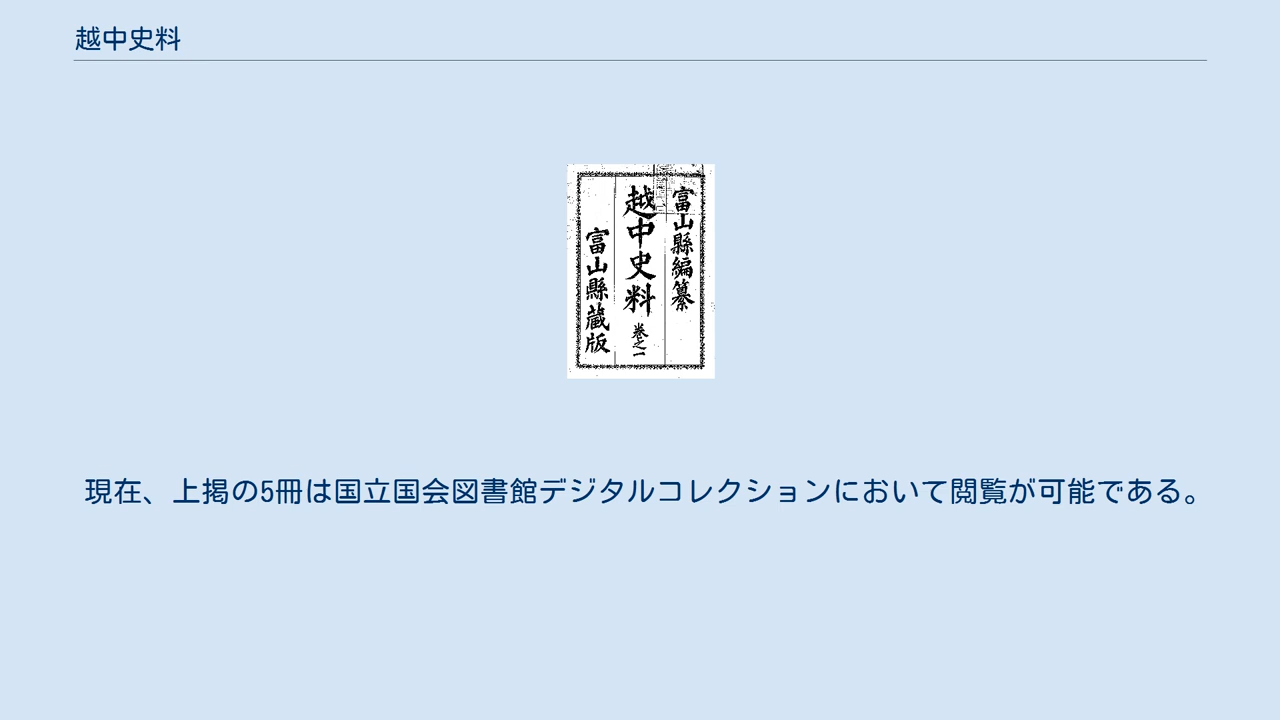 越中史料
富山縣編纂
越中史料 巻之一
富山縣蔵版
現在、上掲の5冊は国立国会図書館デジタルコレクションにおいて閲覧が可能である。